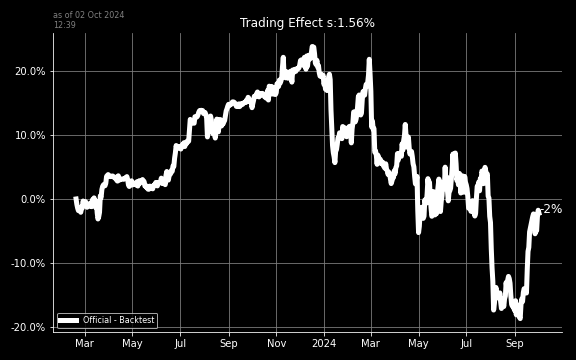 as of 02 Oct 2024
12:39
Trading Effect s:1.56%
20.0%
10.0%
0.0%
-10.0%
-20.0%
-2%
Official - Backtest
Mar May Jul Sep Nov 2024 Mar May Jul Sep